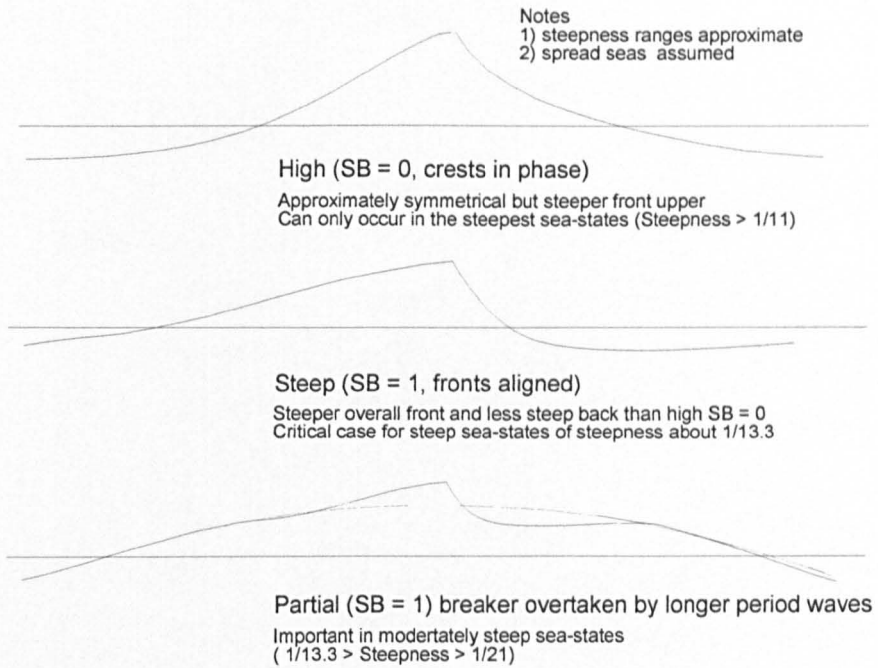 Notes
1) steepness ranges approximate
2) spread seas assumed
High (SB = 0, crests in phase)
Approximately symmetrical but steeper front upper
Can only occur in the steepest sea-states (Steepness > 1/11)
Steep (SB = 1, fronts aligned)
Steeper overall front and less steep back than high SB = 0
Critical case for steep sea-states of steepness about 1/13.3
Partial (SB = 1) breaker overtaken by longer period waves
Important in modertately steep sea-states
( 1/13.3 > Steepness > 1/21)